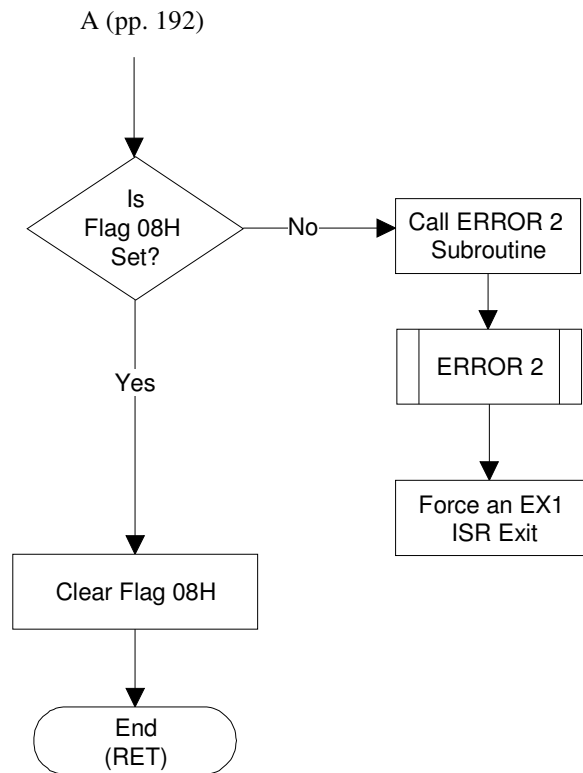 A (pp. 192)
Is
Flag 08H
Set?
No
Call ERROR 2
Subroutine
ERROR 2
Force an EX1
ISR Exit
Yes
Clear Flag 08H
End
(RET)